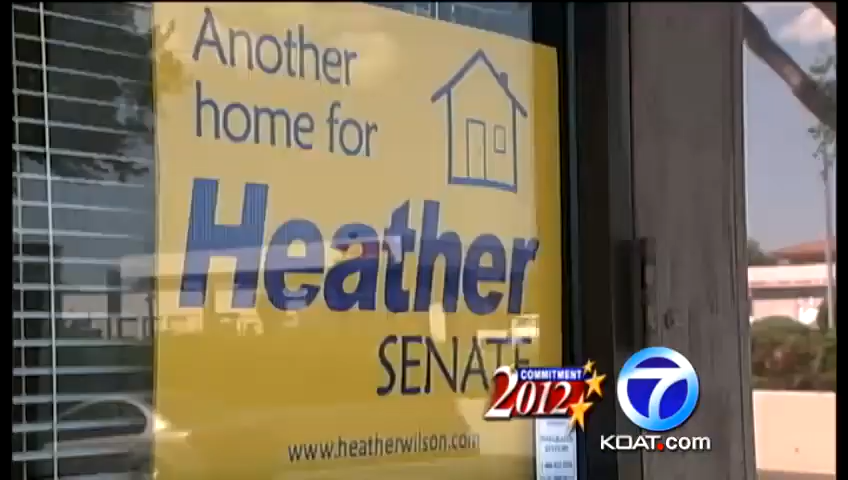 Another
home for
Heather
SENATE
www.heatherwilson.com
COMMITMENT
2012
7
KOAT.com